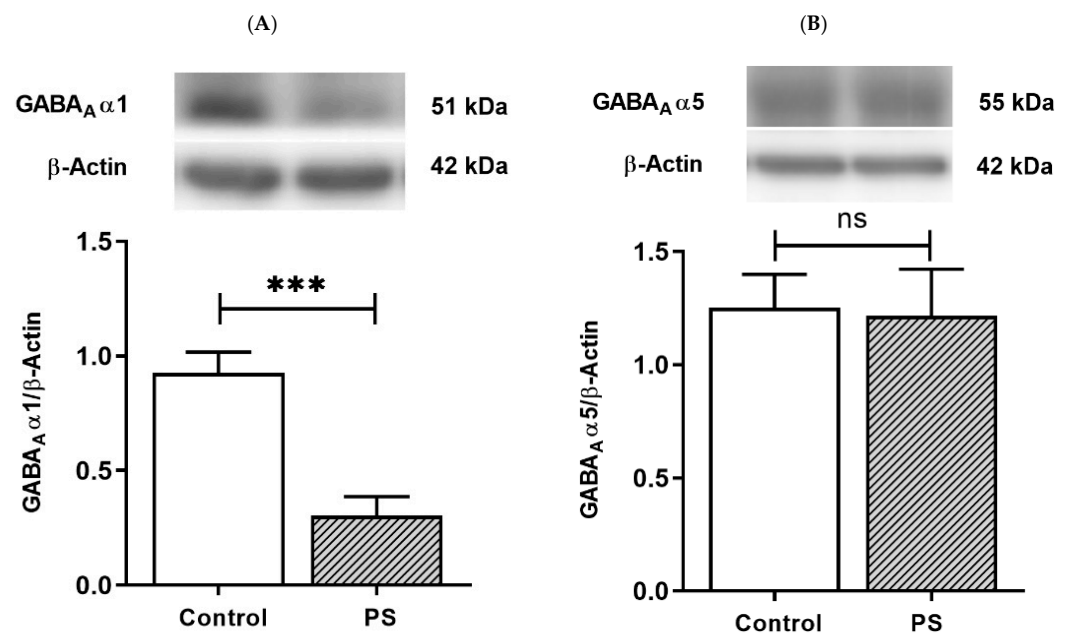 (A)
GABAAα1 51 kDa
β-Actin 42 kDa
1.5
1.0
0.5
0.0
GABAAα1/β-Actin
***
Control PS
(B)
GABAAα5 55 kDa
β-Actin 42 kDa
ns
1.5
1.0
0.5
0.0
GABAAα5/β-Actin
Control PS